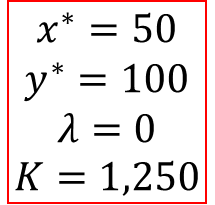 x* = 50
y* = 100
λ = 0
K = 1,250